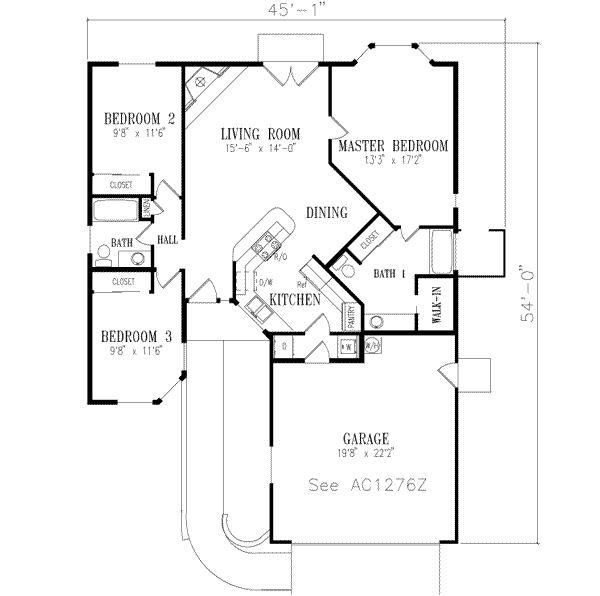 45'-1"
BEDROOM 2
9'8" x 11'6"
LIVING ROOM
15'-6" x 14'-0"
MASTER BEDROOM
13'3" x 17'2"
CLOSET
LINEN
DINING
CLOSET
BATH
HALL
R/O
BATH 1
CLOSET
D/W
Ref
KITCHEN
WALK-IN
54'-0"
PANTRY
BEDROOM 3
9'8" x 11'6"
D
W
W/H
GARAGE
19'8" x 22'2"
See AC1276Z